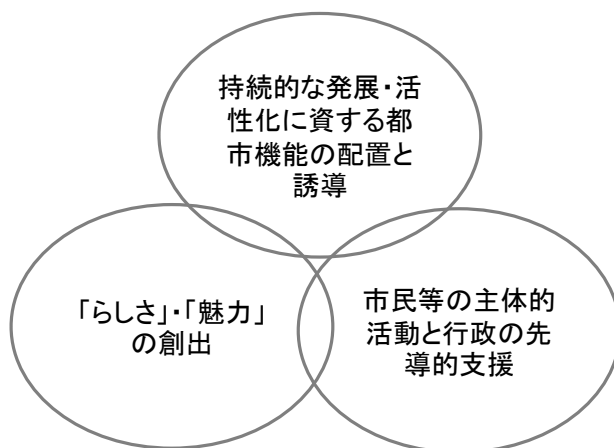 持続的な発展・活
性化に資する都
市機能の配置と
誘導
「らしさ」・「魅力」
の創出
市民等の主体的
活動と行政の先
導的支援